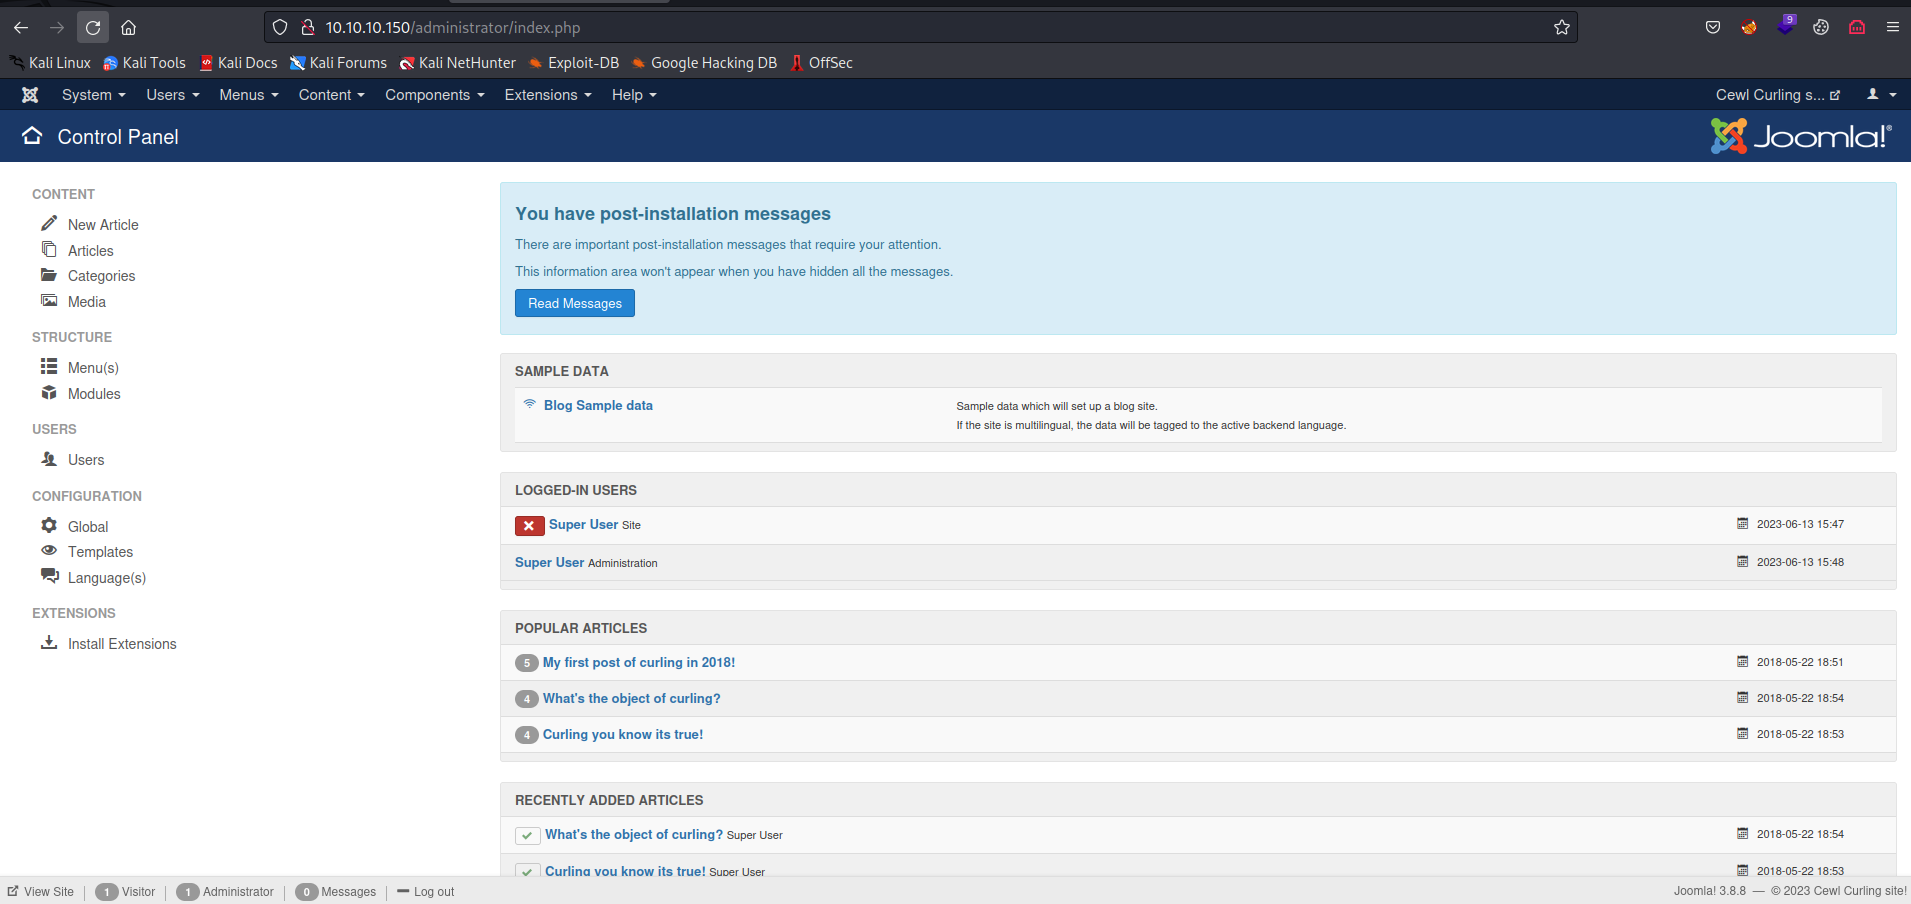 10.10.10.150/administrator/index.php
9
Kali Linux Kali Tools Kali Docs Kali Forums Kali NetHunter Exploit-DB Google Hacking DB OffSec
System Users Menus Content Components Extensions Help Cewl Curling s...
Control Panel Joomla!®
CONTENT
New Article
Articles
Categories
Media
STRUCTURE
Menu(s)
Modules
USERS
Users
CONFIGURATION
Global
Templates
Language(s)
EXTENSIONS
Install Extensions
You have post-installation messages
There are important post-installation messages that require your attention.
This information area won't appear when you have hidden all the messages.
Read Messages
SAMPLE DATA
Blog Sample data
Sample data which will set up a blog site.
If the site is multilingual, the data will be tagged to the active backend language.
LOGGED-IN USERS
Super User Site 2023-06-13 15:47
Super User Administration 2023-06-13 15:48
POPULAR ARTICLES
5 My first post of curling in 2018! 2018-05-22 18:51
4 What's the object of curling? 2018-05-22 18:54
4 Curling you know its true! 2018-05-22 18:53
RECENTLY ADDED ARTICLES
What's the object of curling? Super User 2018-05-22 18:54
Curling you know its true! Super User 2018-05-22 18:53
View Site 1 Visitor 1 Administrator 0 Messages Log out Joomla! 3.8.8 — © 2023 Cewl Curling site!